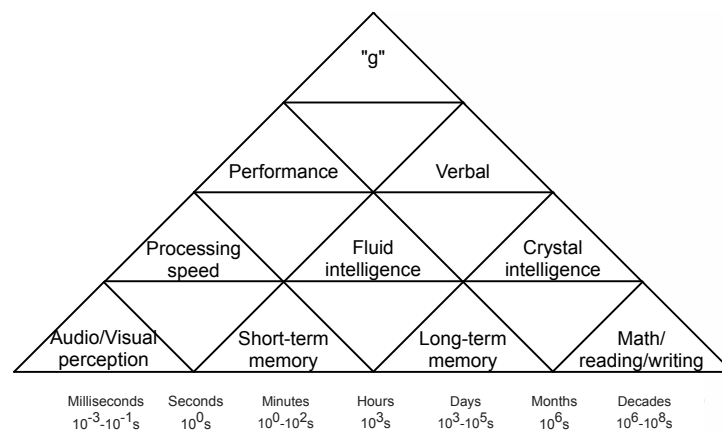 "g"
Performance Verbal
Processing speed
Fluid intelligence
Crystal intelligence
Audio/Visual perception
Short-term memory
Long-term memory
Math/ reading/writing
Milliseconds Seconds Minutes Hours Days Months Decades
10⁻³-10⁻¹s 10⁰s 10⁰-10²s 10³s 10³-10⁵s 10⁶s 10⁶-10⁸s